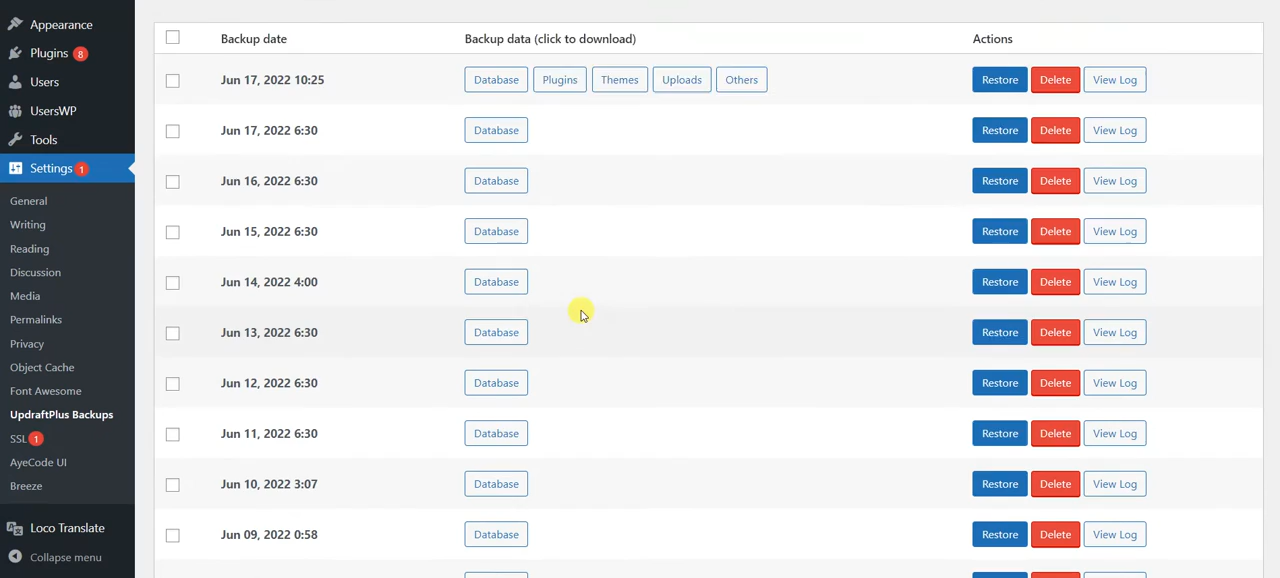 Appearance
Plugins 8
Users
UsersWP
Tools
Settings 1
General
Writing
Reading
Discussion
Media
Permalinks
Privacy
Object Cache
Font Awesome
UpdraftPlus Backups
SSL 1
AyeCode UI
Breeze
Loco Translate
Collapse menu
Backup date Backup data (click to download) Actions
Jun 17, 2022 10:25 Database Plugins Themes Uploads Others Restore Delete View Log
Jun 17, 2022 6:30 Database Restore Delete View Log
Jun 16, 2022 6:30 Database Restore Delete View Log
Jun 15, 2022 6:30 Database Restore Delete View Log
Jun 14, 2022 4:00 Database Restore Delete View Log
Jun 13, 2022 6:30 Database Restore Delete View Log
Jun 12, 2022 6:30 Database Restore Delete View Log
Jun 11, 2022 6:30 Database Restore Delete View Log
Jun 10, 2022 3:07 Database Restore Delete View Log
Jun 09, 2022 0:58 Database Restore Delete View Log